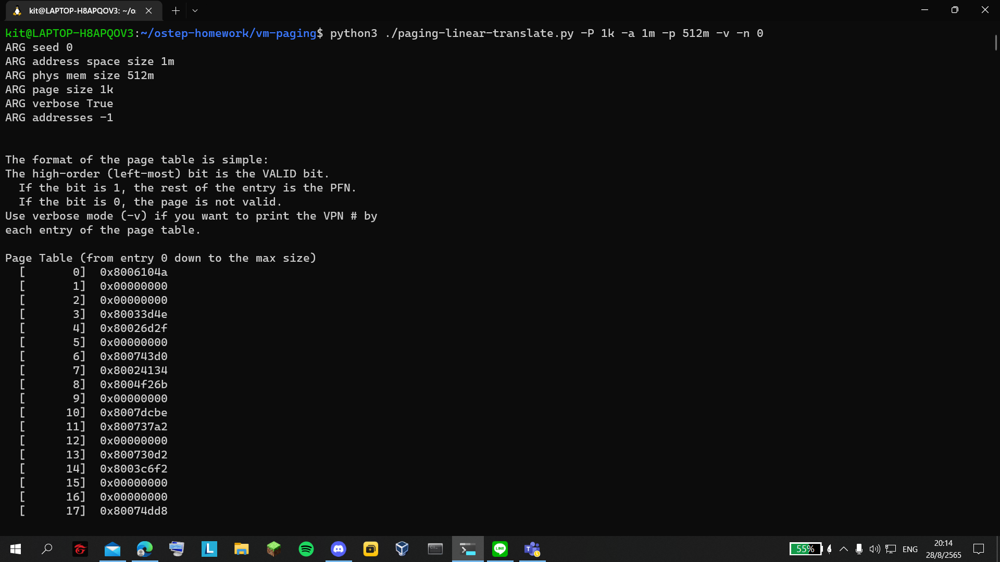 kit@LAPTOP-H8APQOV3: ~/o
kit@LAPTOP-H8APQOV3:~/ostep-homework/vm-paging$ python3 ./paging-linear-translate.py -P 1k -a 1m -p 512m -v -n 0
ARG seed 0
ARG address space size 1m
ARG phys mem size 512m
ARG page size 1k
ARG verbose True
ARG addresses -1
The format of the page table is simple:
The high-order (left-most) bit is the VALID bit.
If the bit is 1, the rest of the entry is the PFN.
If the bit is 0, the page is not valid.
Use verbose mode (-v) if you want to print the VPN # by
each entry of the page table.
Page Table (from entry 0 down to the max size)
[ 0] 0x8006104a
[ 1] 0x00000000
[ 2] 0x00000000
[ 3] 0x80033d4e
[ 4] 0x80026d2f
[ 5] 0x00000000
[ 6] 0x800743d0
[ 7] 0x80024134
[ 8] 0x8004f26b
[ 9] 0x00000000
[ 10] 0x8007dcbe
[ 11] 0x800737a2
[ 12] 0x00000000
[ 13] 0x800730d2
[ 14] 0x8003c6f2
[ 15] 0x00000000
[ 16] 0x00000000
[ 17] 0x80074dd8
L
LINE
T
55%
ENG
20:14
28/8/2565